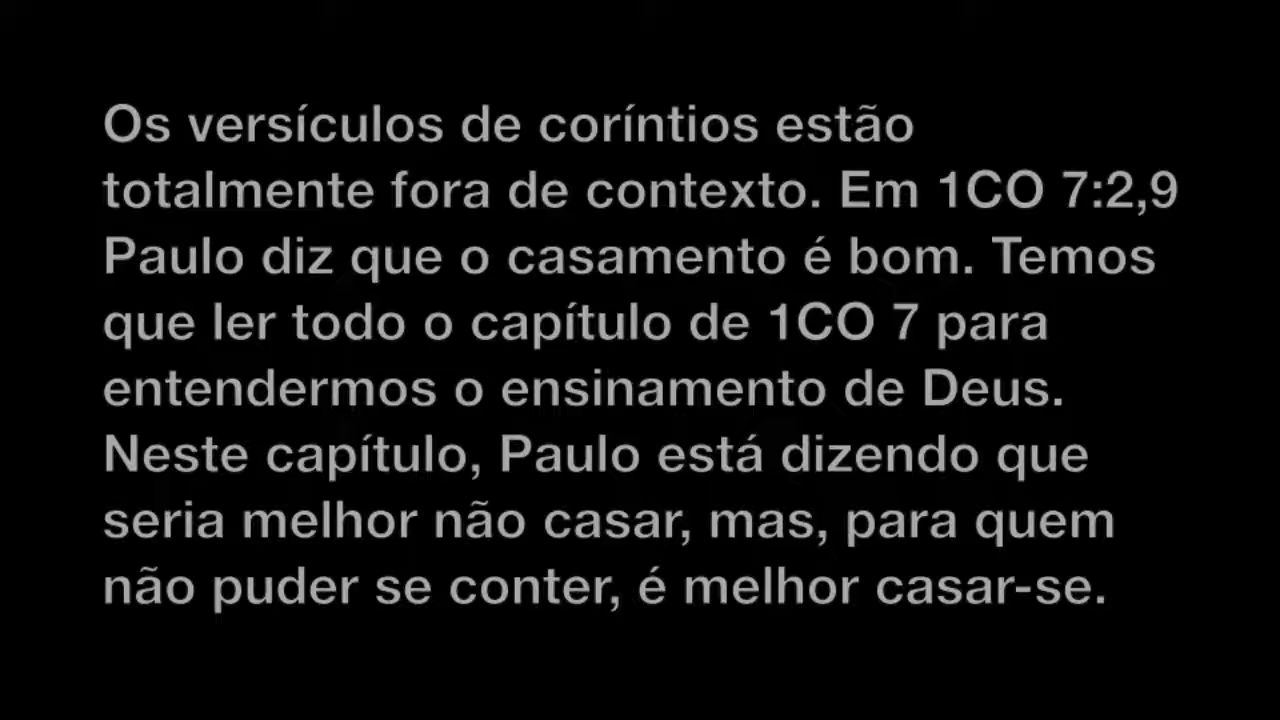 Os versículos de coríntios estão
totalmente fora de contexto. Em 1CO 7:2,9
Paulo diz que o casamento é bom. Temos
que ler todo o capítulo de 1CO 7 para
entendermos o ensinamento de Deus.
Neste capítulo, Paulo está dizendo que
seria melhor não casar, mas, para quem
não puder se conter, é melhor casar-se.